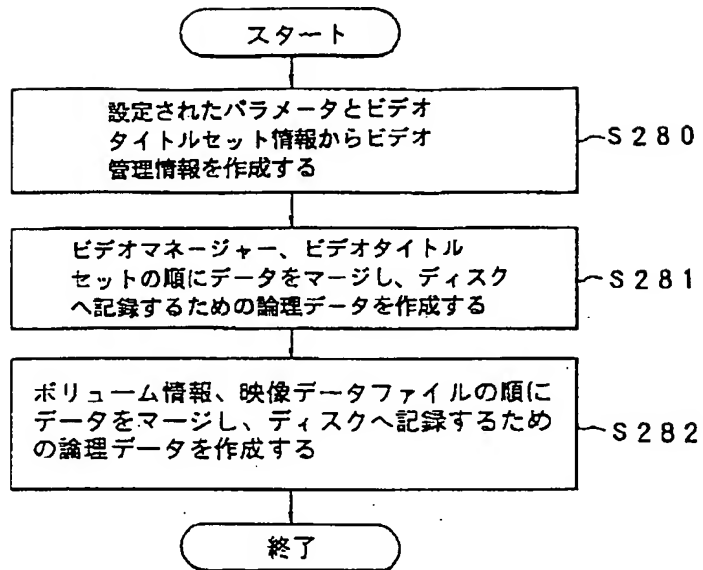 スタート
設定されたパラメータとビデオ
タイトルセット情報からビデオ
管理情報を作成する
S280
ビデオマネージャー、ビデオタイトル
セットの順にデータをマージし、ディスク
へ記録するための論理データを作成する
S281
ボリューム情報、映像データファイルの順に
データをマージし、ディスクへ記録するため
の論理データを作成する
S282
終了